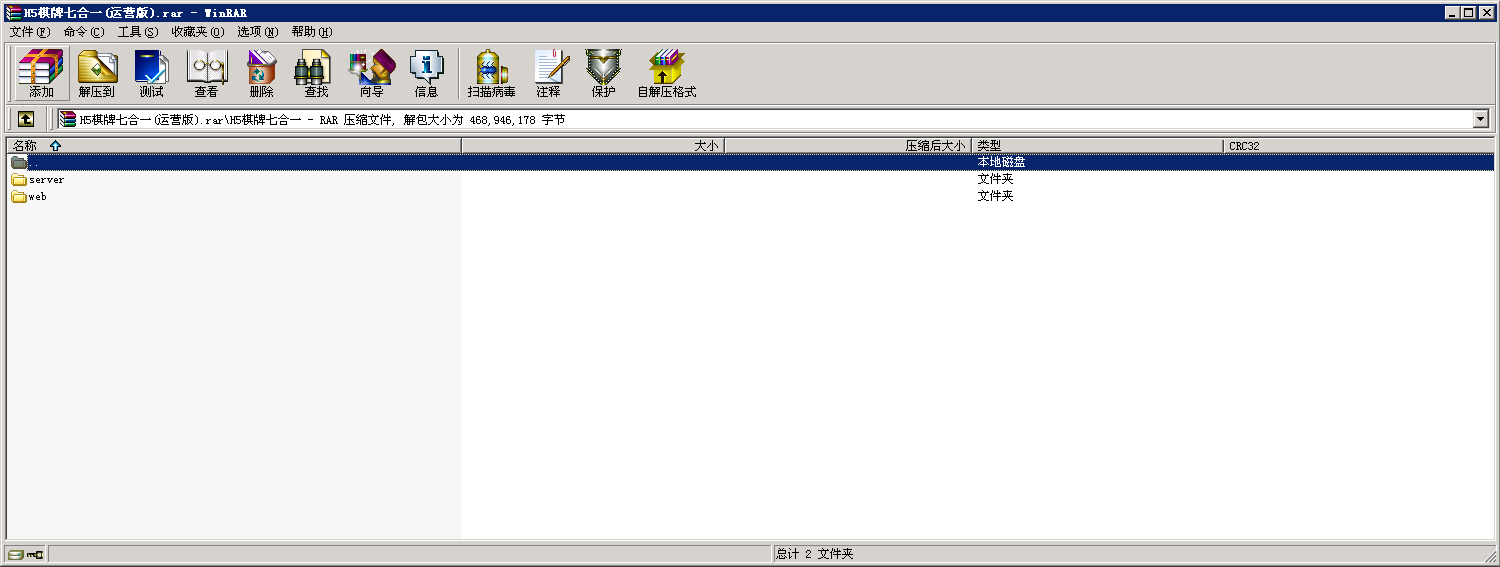 H5棋牌七合一(运营版).rar - WinRAR
文件(F) 命令(C) 工具(S) 收藏夹(O) 选项(N) 帮助(H)
添加 解压到 测试 查看 删除 查找 向导 信息 扫描病毒 注释 保护 自解压格式
H5棋牌七合一(运营版).rar\H5棋牌七合一 - RAR 压缩文件, 解包大小为 468,946,178 字节
名称 大小 压缩后大小 类型 CRC32
.. 本地磁盘
server 文件夹
web 文件夹
总计 2 文件夹